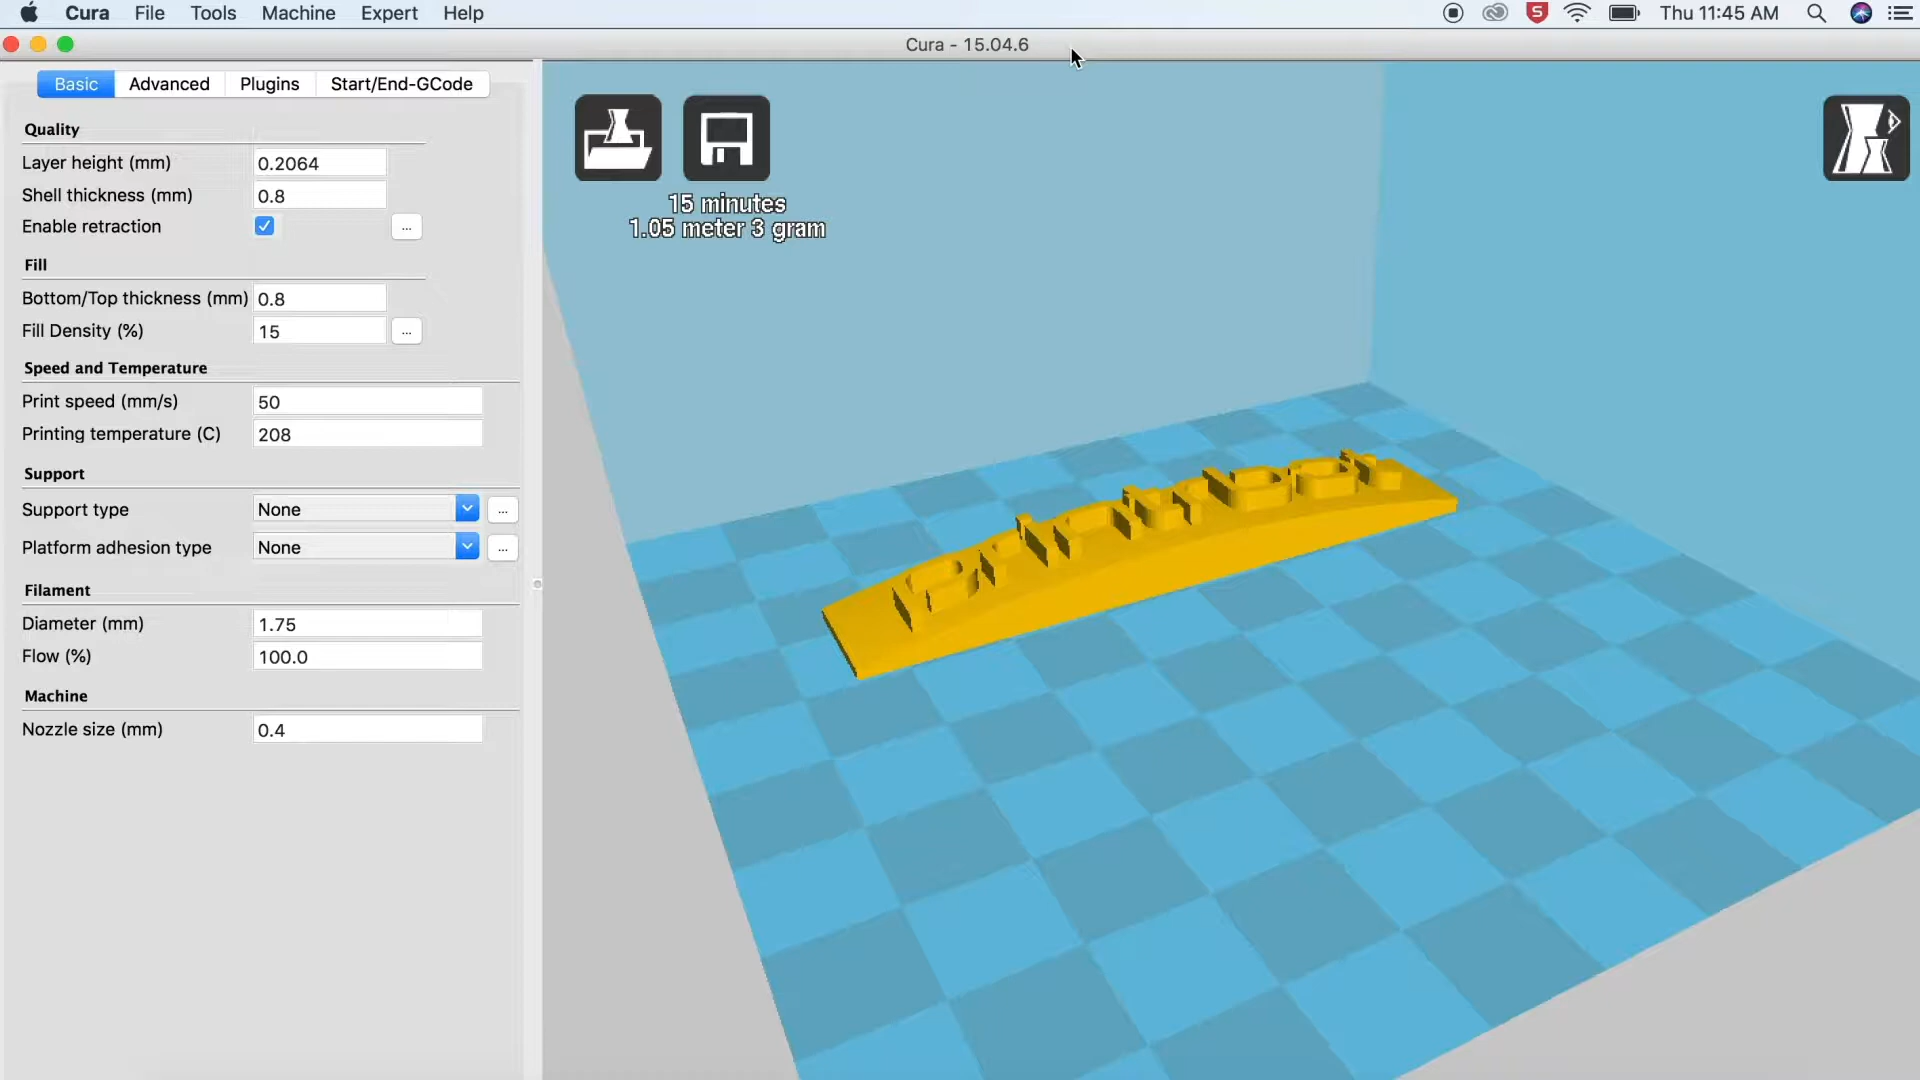 Cura File Tools Machine Expert Help
Thu 11:45 AM
Cura - 15.04.6
Basic Advanced Plugins Start/End-GCode
Quality
Layer height (mm) 0.2064
Shell thickness (mm) 0.8
Enable retraction ...
Fill
Bottom/Top thickness (mm) 0.8
Fill Density (%) 15 ...
Speed and Temperature
Print speed (mm/s) 50
Printing temperature (C) 208
Support
Support type None ...
Platform adhesion type None ...
Filament
Diameter (mm) 1.75
Flow (%) 100.0
Machine
Nozzle size (mm) 0.4
15 minutes
1.05 meter 3 gram
Printrbot